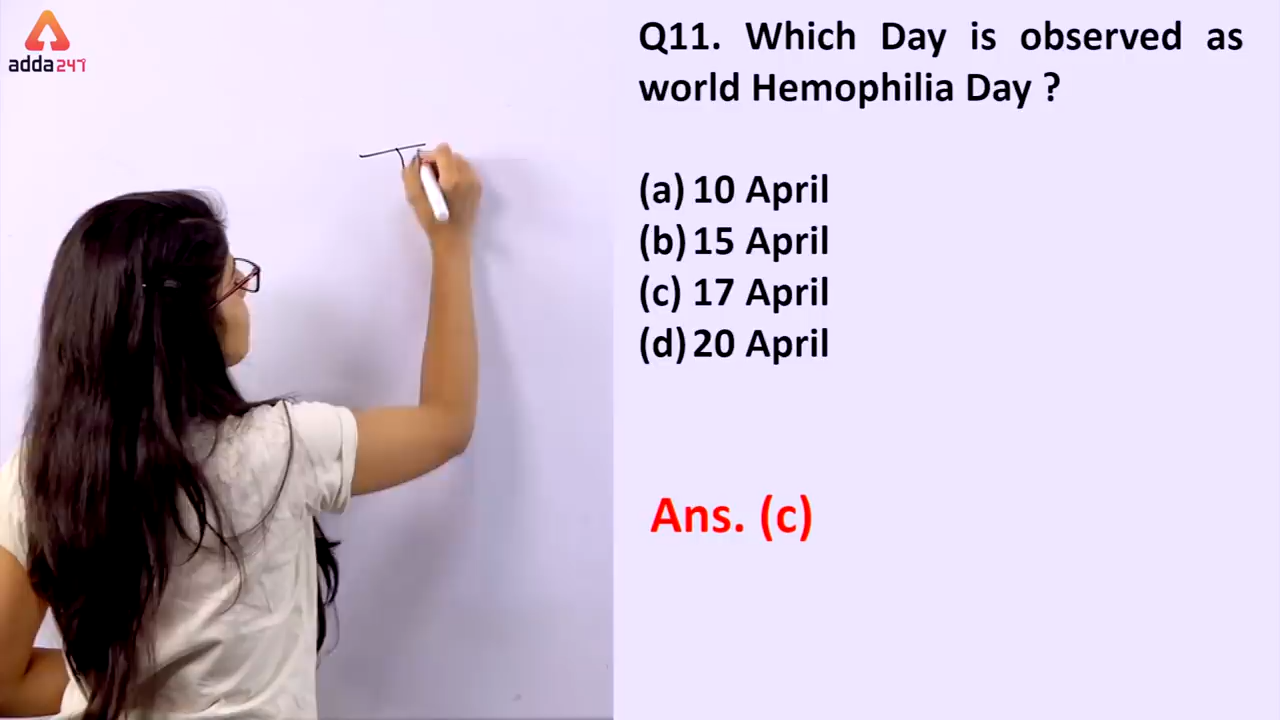 adda247
Q11. Which Day is observed as
world Hemophilia Day ?
(a) 10 April
(b) 15 April
(c) 17 April
(d) 20 April
Ans. (c)